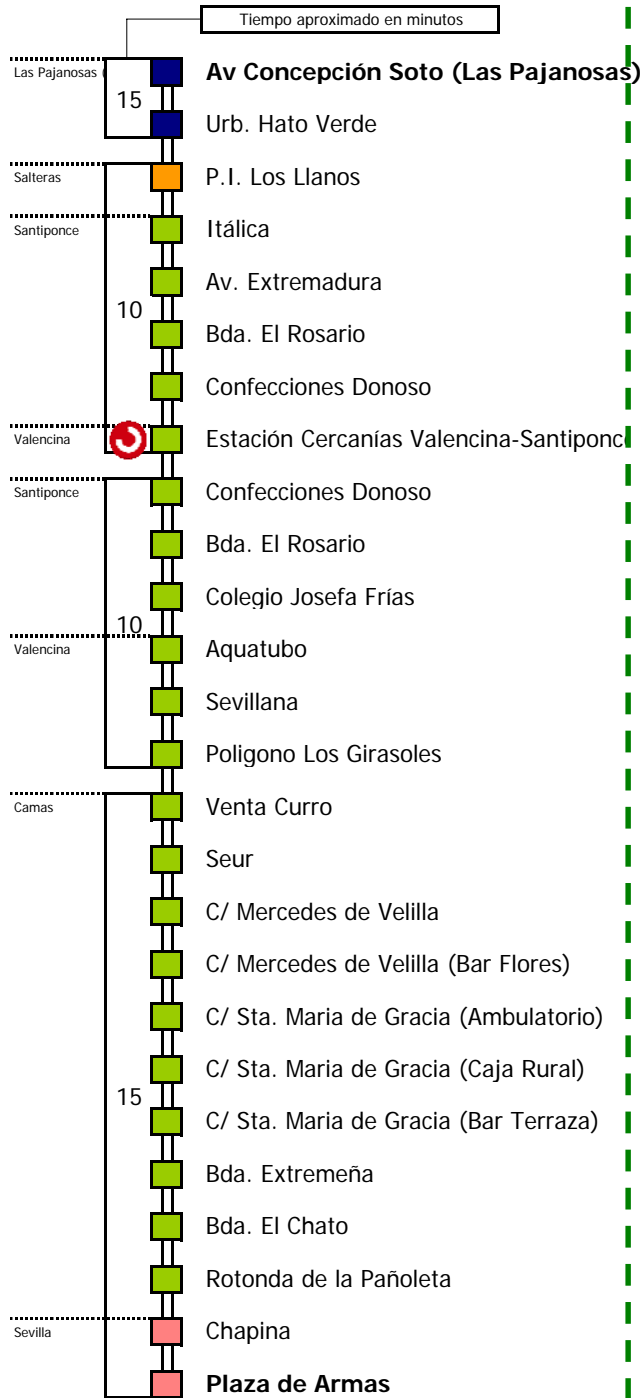 Tiempo aproximado en minutos
Las Pajanosas (
Av Concepción Soto (Las Pajanosas)
15
Urb. Hato Verde
Salteras
P.I. Los Llanos
Santiponce
Itálica
Av. Extremadura
10
Bda. El Rosario
Confecciones Donoso
Valencina
Estación Cercanías Valencina-Santiponce
Santiponce
Confecciones Donoso
Bda. El Rosario
Colegio Josefa Frías
10
Valencina
Aquatubo
Sevillana
Poligono Los Girasoles
Camas
Venta Curro
Seur
C/ Mercedes de Velilla
C/ Mercedes de Velilla (Bar Flores)
C/ Sta. Maria de Gracia (Ambulatorio)
C/ Sta. Maria de Gracia (Caja Rural)
15
C/ Sta. Maria de Gracia (Bar Terraza)
Bda. Extremeña
Bda. El Chato
Rotonda de la Pañoleta
Sevilla
Chapina
Plaza de Armas